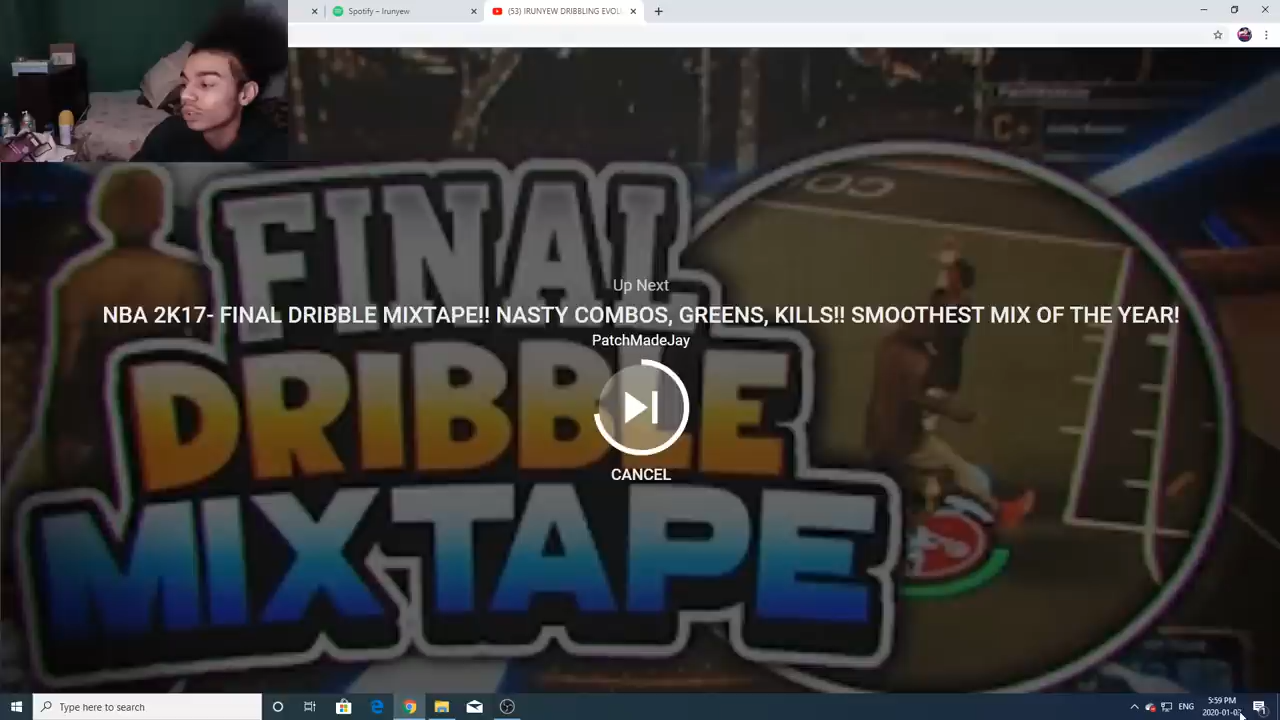 Spotify – Irunyew
(53) IRUNYEW DRIBBLING EVOL
FINAL
DRIBBLE
MIXTAPE
Up Next
NBA 2K17- FINAL DRIBBLE MIXTAPE!! NASTY COMBOS, GREENS, KILLS!! SMOOTHEST MIX OF THE YEAR!
PatchMadeJay
CANCEL
Type here to search
ENG
5:59 PM